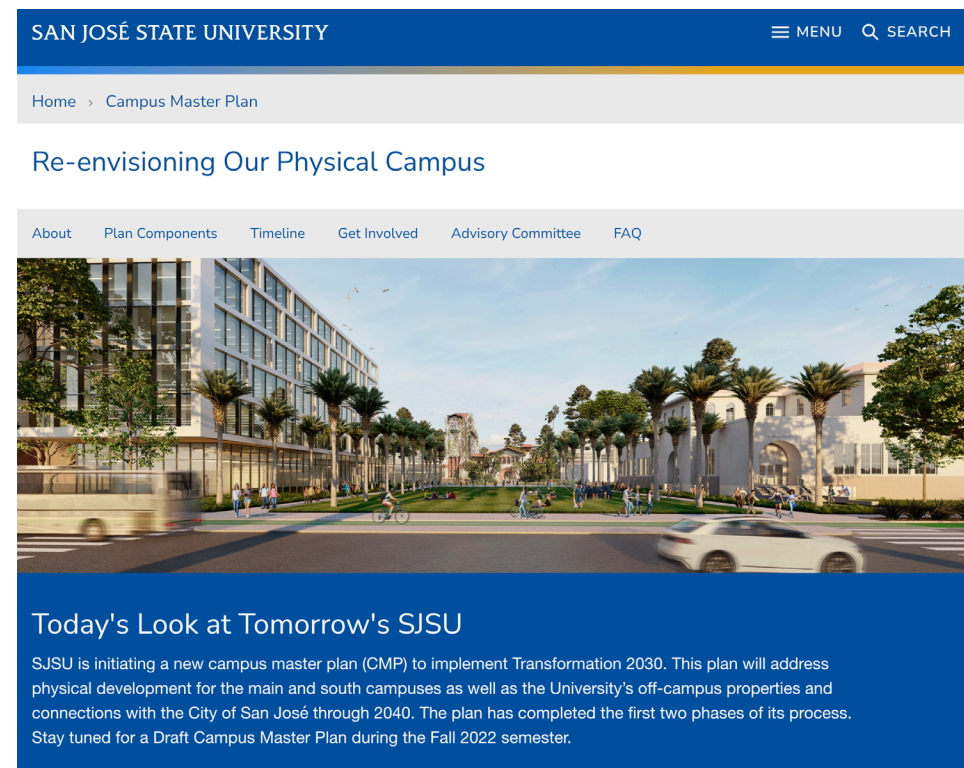 SAN JOSÉ STATE UNIVERSITY
MENU
SEARCH
Home › Campus Master Plan
Re-envisioning Our Physical Campus
About Plan Components Timeline Get Involved Advisory Committee FAQ
Today's Look at Tomorrow's SJSU
SJSU is initiating a new campus master plan (CMP) to implement Transformation 2030. This plan will address
physical development for the main and south campuses as well as the University’s off-campus properties and
connections with the City of San José through 2040. The plan has completed the first two phases of its process.
Stay tuned for a Draft Campus Master Plan during the Fall 2022 semester.